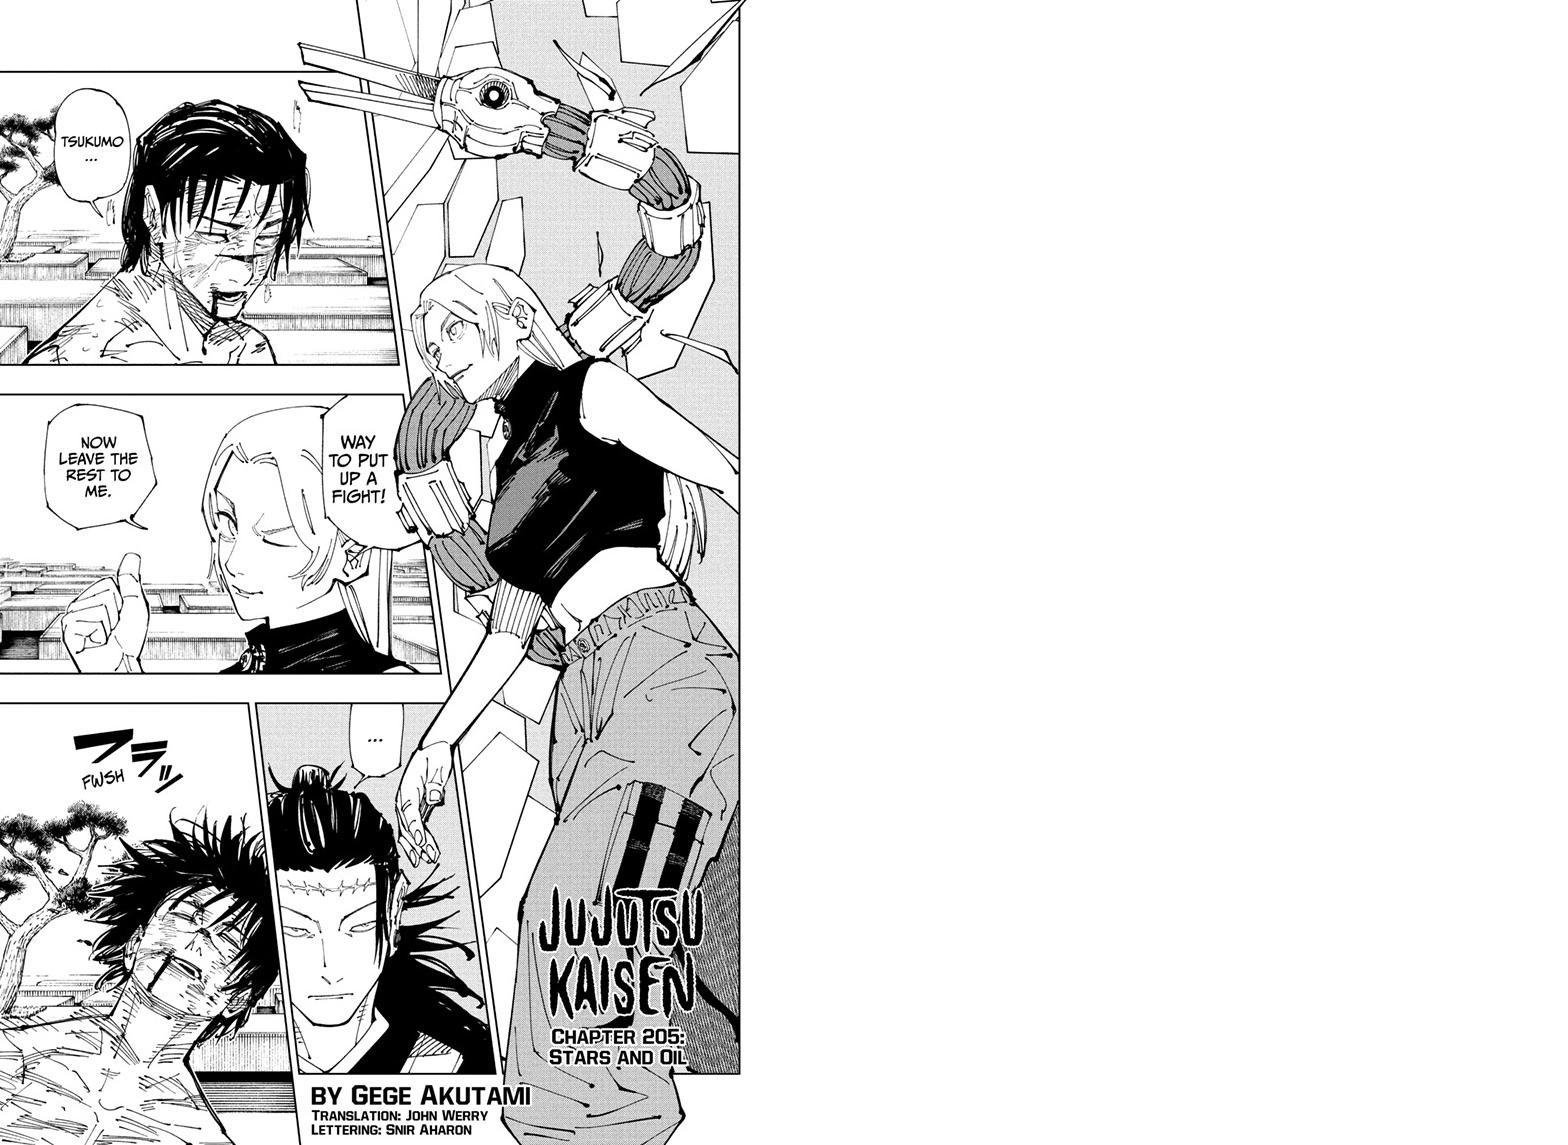 TSUKUMO
...
WAY
TO PUT
UP A
FIGHT!
NOW
LEAVE THE
REST TO
ME.
...
フラッ
FWSH
JUJUTSU
KAISEN
CHAPTER 205:
STARS AND OIL
BY GEGE AKUTAMI
TRANSLATION: JOHN WERRY
LETTERING: SNIR AHARON